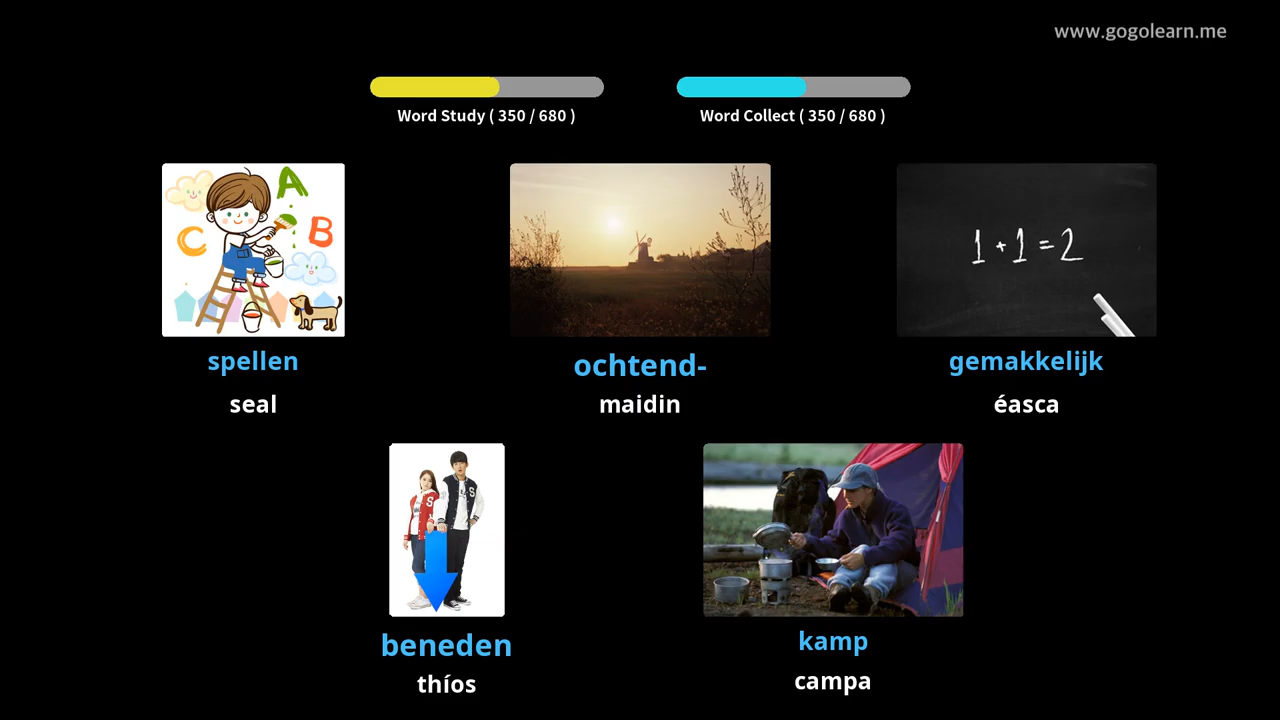 www.gogolearn.me
Word Study ( 350 / 680 )
Word Collect ( 350 / 680 )
A
B
C
1 + 1 = 2
spellen
ochtend-
gemakkelijk
seal
maidin
éasca
S
S
beneden
kamp
thíos
campa